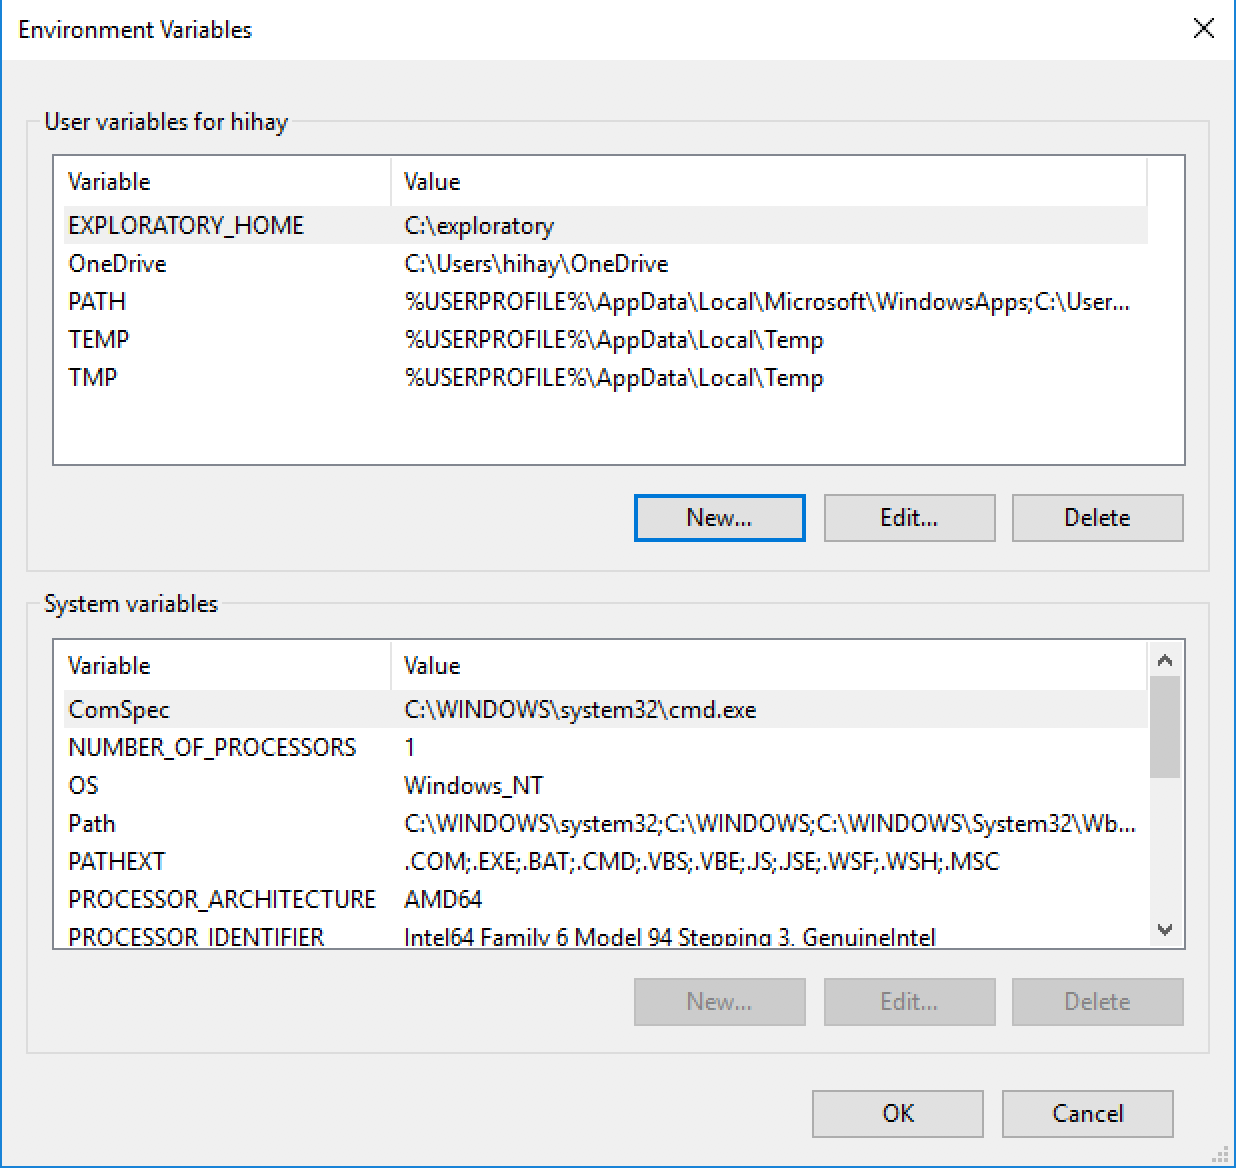 Environment Variables
User variables for hihay
Variable Value
EXPLORATORY_HOME C:\exploratory
OneDrive C:\Users\hihay\OneDrive
PATH %USERPROFILE%\AppData\Local\Microsoft\WindowsApps;C:\User...
TEMP %USERPROFILE%\AppData\Local\Temp
TMP %USERPROFILE%\AppData\Local\Temp
New... Edit... Delete
System variables
Variable Value
ComSpec C:\WINDOWS\system32\cmd.exe
NUMBER_OF_PROCESSORS 1
OS Windows_NT
Path C:\WINDOWS\system32;C:\WINDOWS;C:\WINDOWS\System32\Wb...
PATHEXT .COM;.EXE;.BAT;.CMD;.VBS;.VBE;.JS;.JSE;.WSF;.WSH;.MSC
PROCESSOR_ARCHITECTURE AMD64
PROCESSOR_IDENTIFIER Intel64 Family 6 Model 94 Stepping 3, GenuineIntel
New... Edit... Delete
OK Cancel